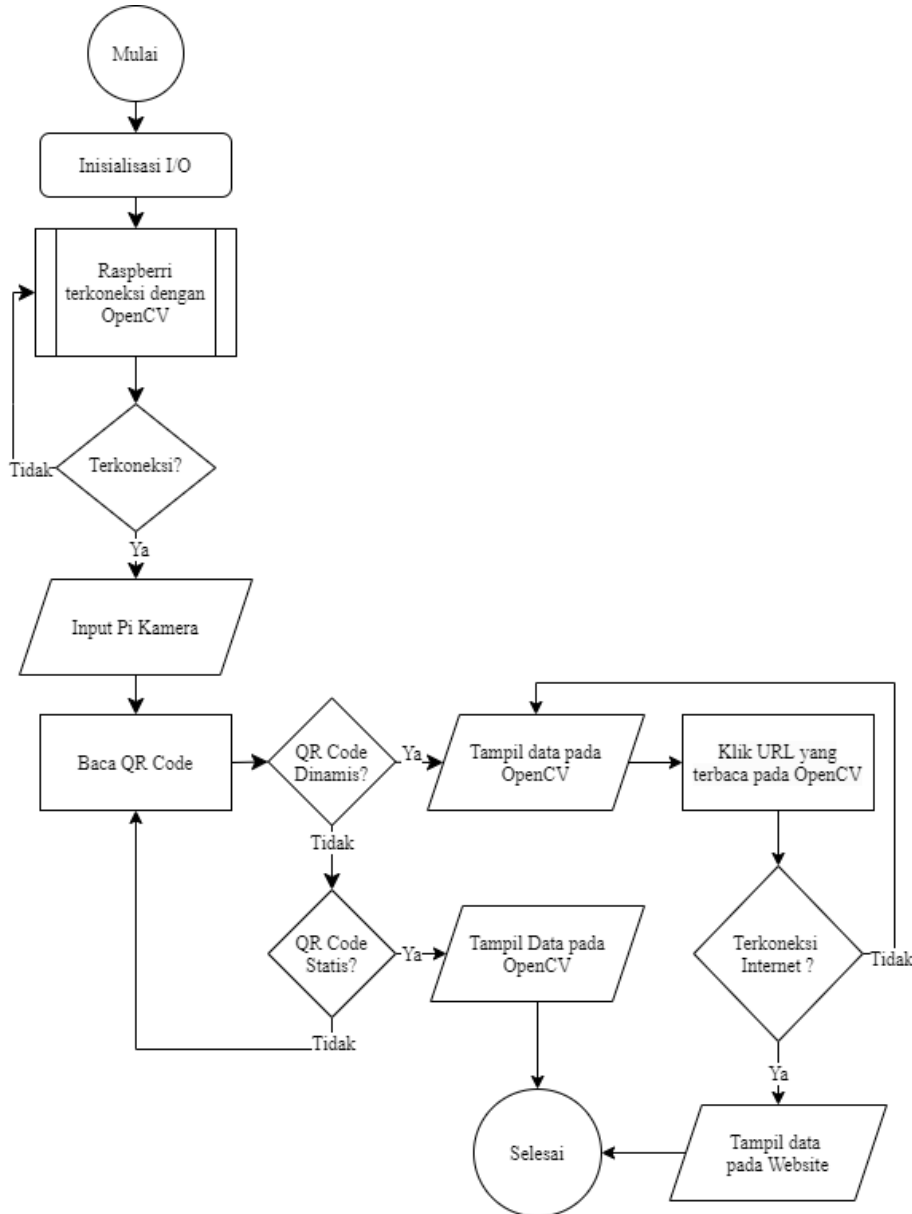 Mulai
Inisialisasi I/O
Raspberri
terkoneksi dengan
OpenCV
Terkoneksi?
Tidak
Ya
Input Pi Kamera
Baca QR Code
QR Code
Dinamis?
Ya
Tampil data pada
OpenCV
Klik URL yang
terbaca pada OpenCV
Tidak
QR Code
Statis?
Ya
Tampil Data pada
OpenCV
Terkoneksi
Internet ?
Tidak
Tidak
Ya
Selesai
Tampil data
pada Website